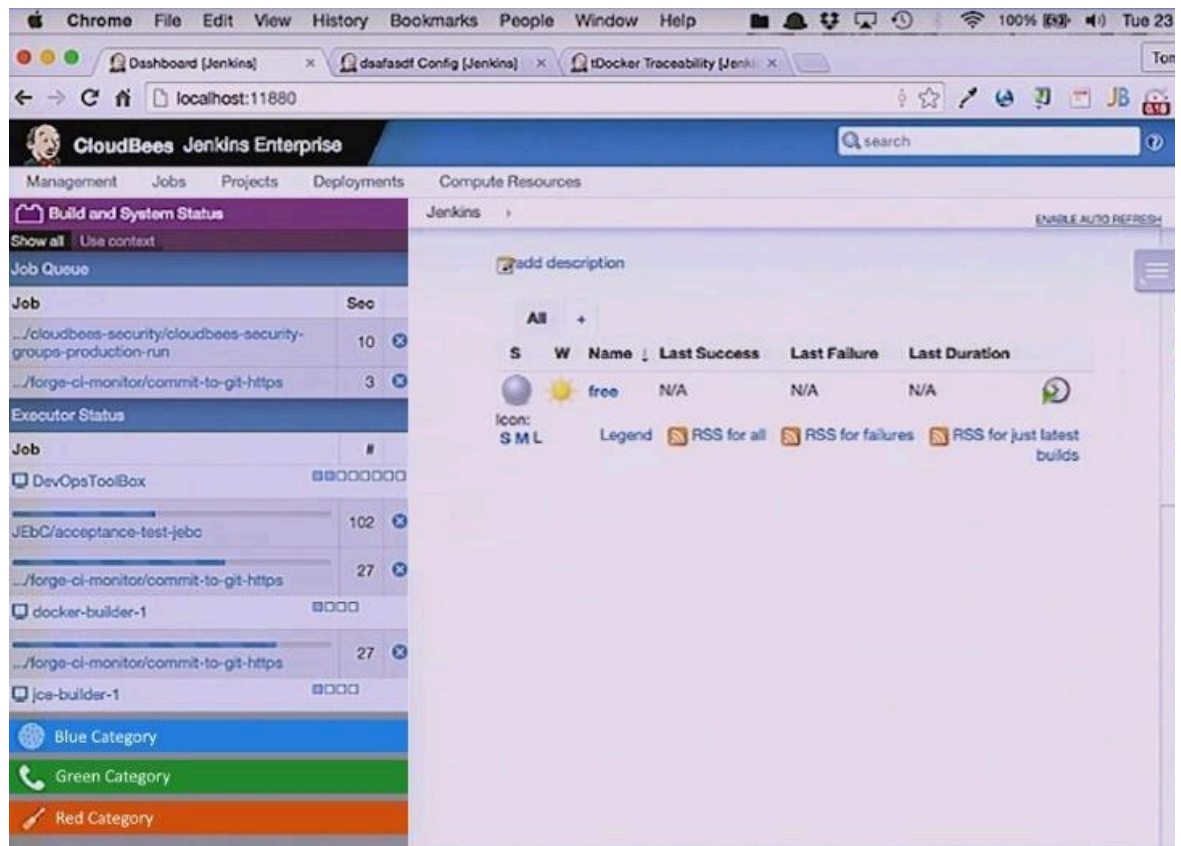 Chrome File Edit View History Bookmarks People Window Help 100% Tue 23
Dashboard [Jenkins] dsafasdf Config [Jenkins] tDocker Traceability [Jenki Tom
localhost:11880 JB
CloudBees Jenkins Enterprise search
Management Jobs Projects Deployments Compute Resources
Build and System Status
Jenkins
ENABLE AUTO REFRESH
Show all Use context
Job Queue
Job Sec
.../cloudbees-security/cloudbees-security-
groups-production-run 10
.../forge-ci-monitor/commit-to-git-https 3
Executor Status
Job #
DevOpsToolBox
JEbC/acceptance-test-jebc 102
.../forge-ci-monitor/commit-to-git-https 27
docker-builder-1
.../forge-ci-monitor/commit-to-git-https 27
jce-builder-1
Blue Category
Green Category
Red Category
add description
All +
S W Name ↓ Last Success Last Failure Last Duration
free N/A N/A N/A
Icon:
S M L Legend RSS for all RSS for failures RSS for just latest
builds